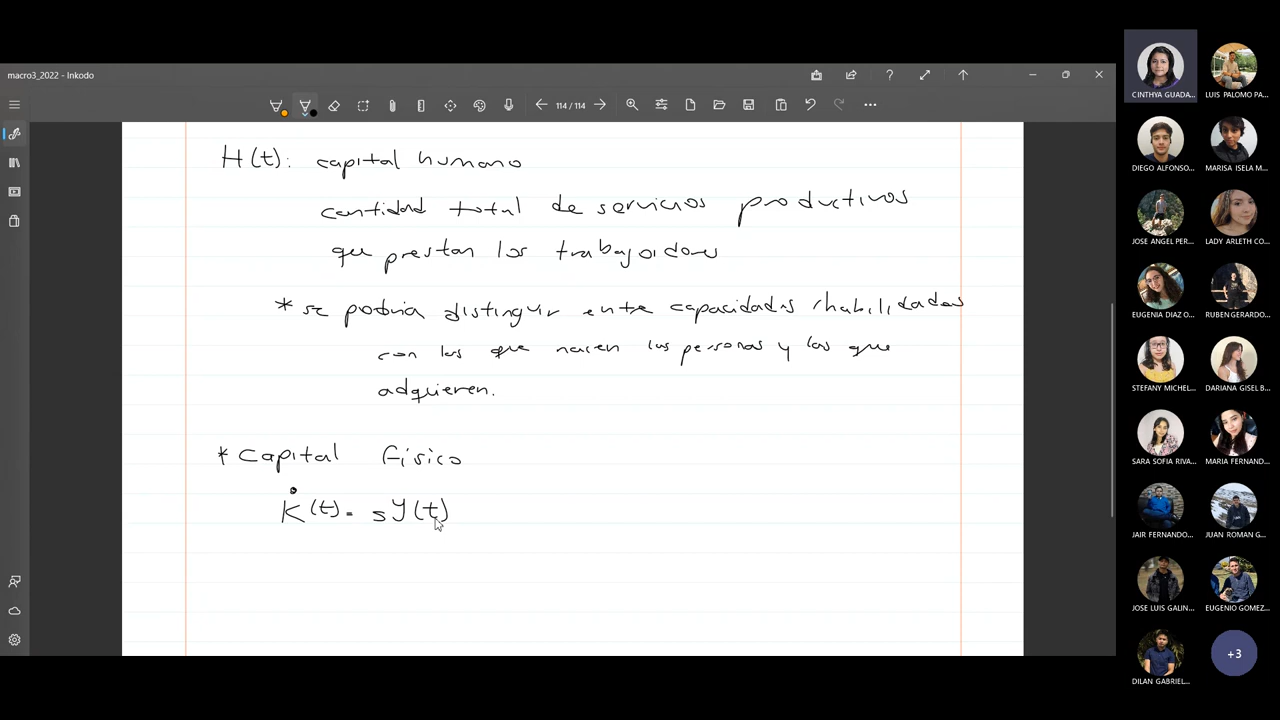 macro3_2022 - Inkodo
114 / 114
H(t): capital humano
cantidad total de servicios productivos
que prestan los trabajadores
* se podria distinguir entre capacidades /habilidades
con las que nacen las personas y las que
adquieren.
* Capital físico
K̇(t) = sY(t)
CINTHYA GUADA...
LUIS PALOMO PA...
DIEGO ALFONSO...
MARISA ISELA M...
JOSE ANGEL PER...
LADY ARLETH CO...
EUGENIA DIAZ O...
RUBEN GERARDO...
STEFANY MICHEL...
DARIANA GISEL B...
SARA SOFIA RIVA...
MARIA FERNAND...
JAIR FERNANDO...
JUAN ROMAN G...
JOSE LUIS GALIN...
EUGENIO GOMEZ...
DILAN GABRIEL...
+3